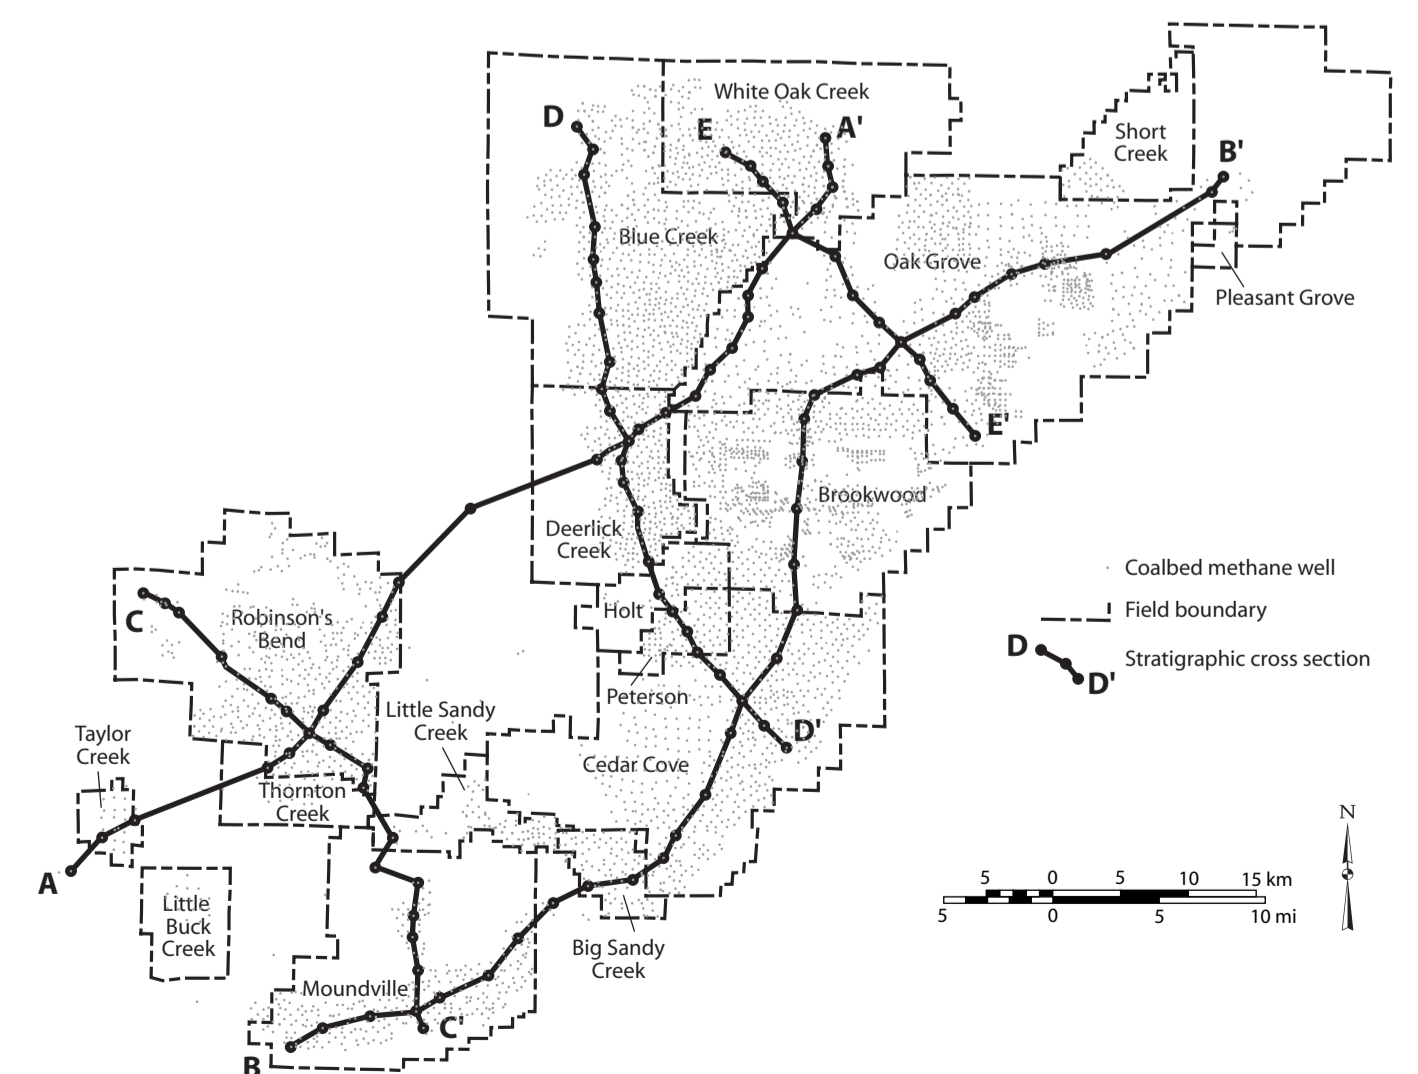 White Oak Creek
D
E
A'
Short
Creek
B'
Blue Creek
Oak Grove
Pleasant Grove
E'
Brookwood
Deerlick
Creek
Coalbed methane well
C
Robinson's
Bend
Holt
Field boundary
D
Stratigraphic cross section
D'
Peterson
Little Sandy
Creek
Taylor
Creek
D'
Cedar Cove
Thornton
Creek
N
A
5 0 5 10 15 km
5 0 5 10 mi
Little
Buck
Creek
Big Sandy
Creek
Moundville
C'
B